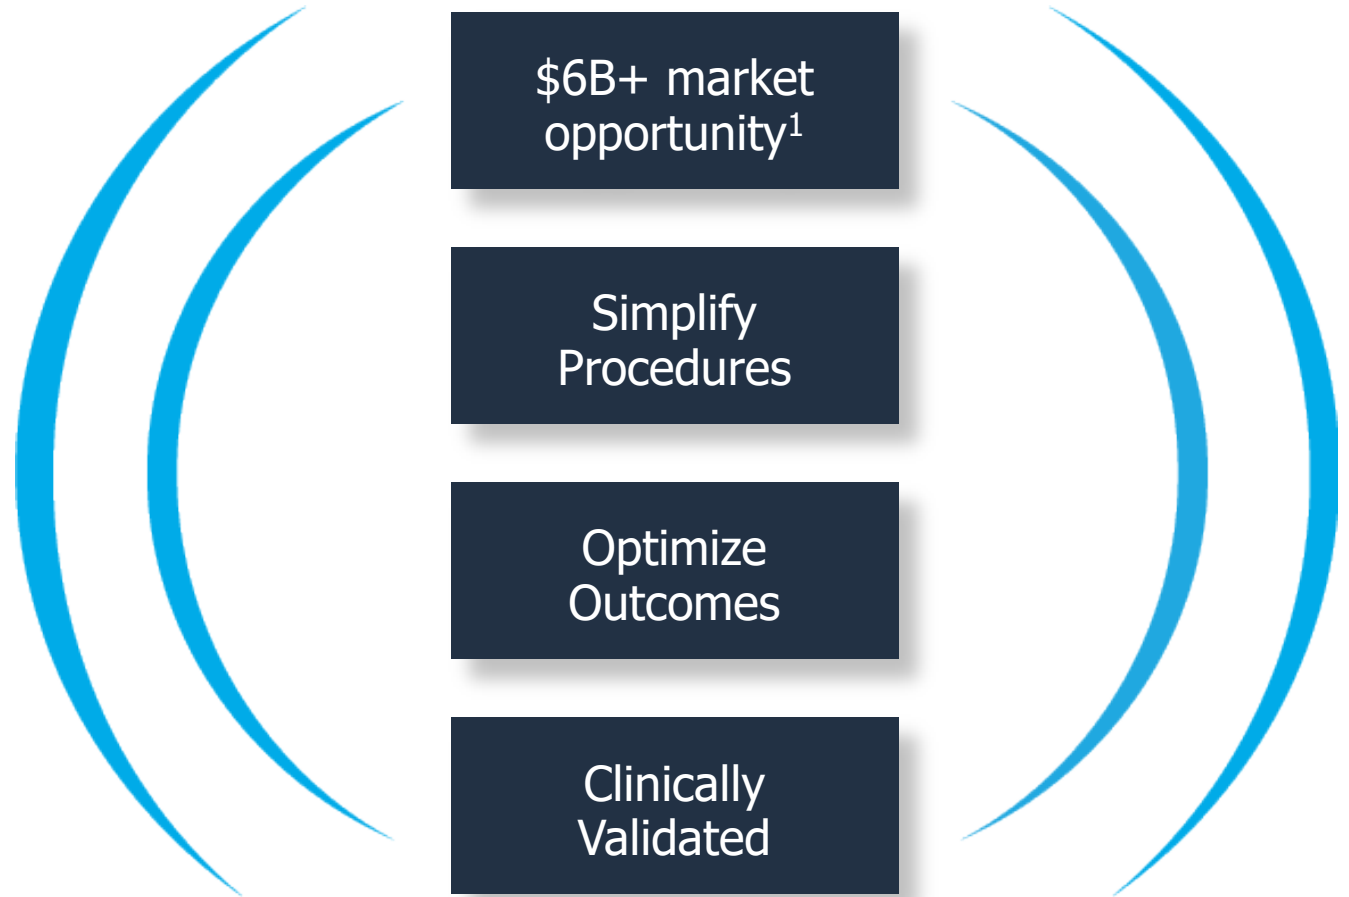 $6B+ market
opportunity¹
Simplify
Procedures
Optimize
Outcomes
Clinically
Validated